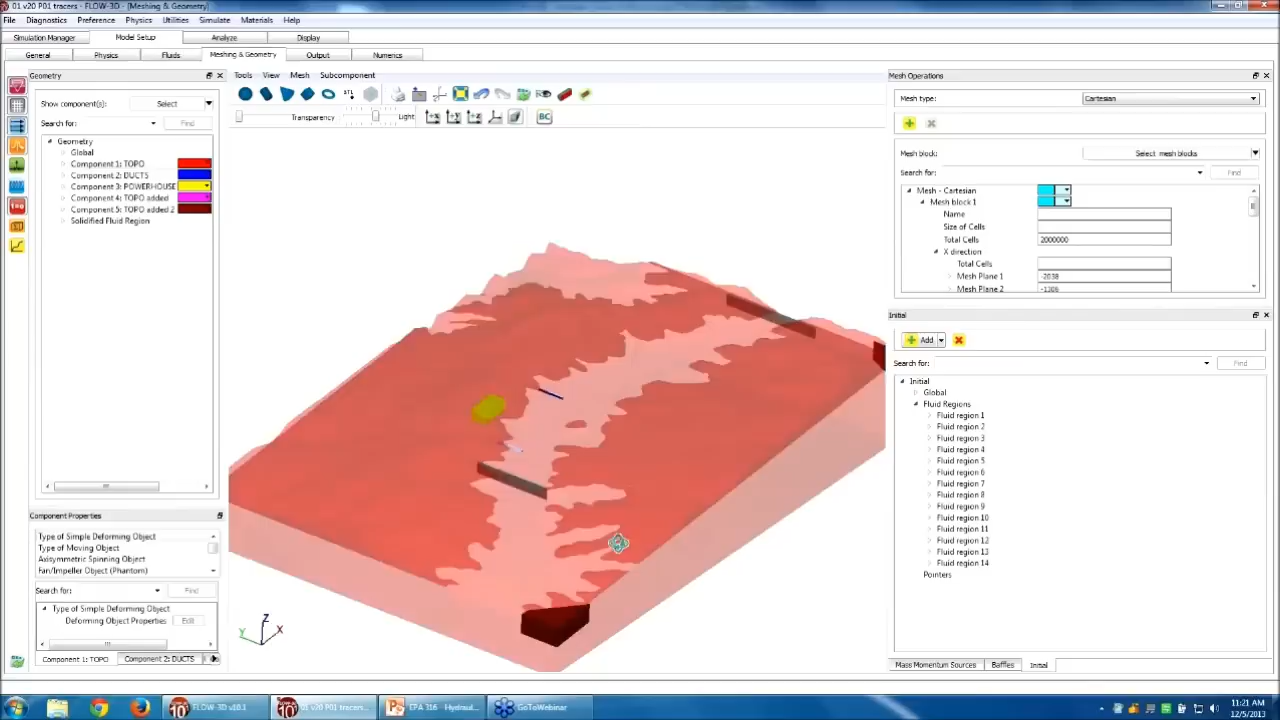 01 v20 P01 tracers - FLOW-3D - [Meshing & Geometry]
File Diagnostics Preference Physics Utilities Simulate Materials Help
Simulation Manager Model Setup Analyze Display
General Physics Fluids Meshing & Geometry Output Numerics
Geometry
Show component(s): Select
Search for: Find
Geometry
Global
Component 1: TOPO
Component 2: DUCTS
Component 3: POWERHOUSE
Component 4: TOPO added
Component 5: TOPO added 2
Solidified Fluid Region
Component Properties
Type of Simple Deforming Object
Type of Moving Object
Axisymmetric Spinning Object
Fan/Impeller Object (Phantom)
Search for: Find
Type of Simple Deforming Object
Deforming Object Properties Edit
Component 1: TOPO Component 2: DUCTS
Tools View Mesh Subcomponent
STL
Transparency Light BC
Z
Y X
Mesh Operations
Mesh type: Cartesian
Mesh block: Select mesh blocks
Search for: Find
Mesh - Cartesian
Mesh block 1
Name
Size of Cells
Total Cells 2000000
X direction
Total Cells
Mesh Plane 1 -2038
Mesh Plane 2 -1306
Initial
Add
Search for: Find
Initial
Global
Fluid Regions
Fluid region 1
Fluid region 2
Fluid region 3
Fluid region 4
Fluid region 5
Fluid region 6
Fluid region 7
Fluid region 8
Fluid region 9
Fluid region 10
Fluid region 11
Fluid region 12
Fluid region 13
Fluid region 14
Pointers
Mass Momentum Sources Baffles Initial
FLOW-3D v10.1 01 v20 P01 tracers... EPA 316 Hydraul... GoToWebinar
11:21 AM
12/5/2013